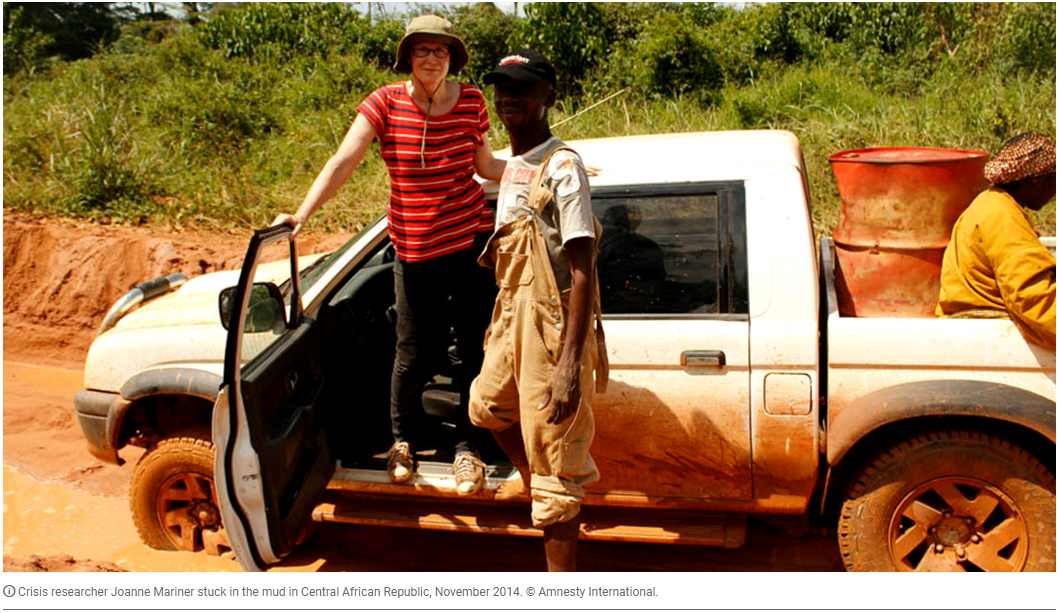 Crisis researcher Joanne Mariner stuck in the mud in Central African Republic, November 2014. © Amnesty International.